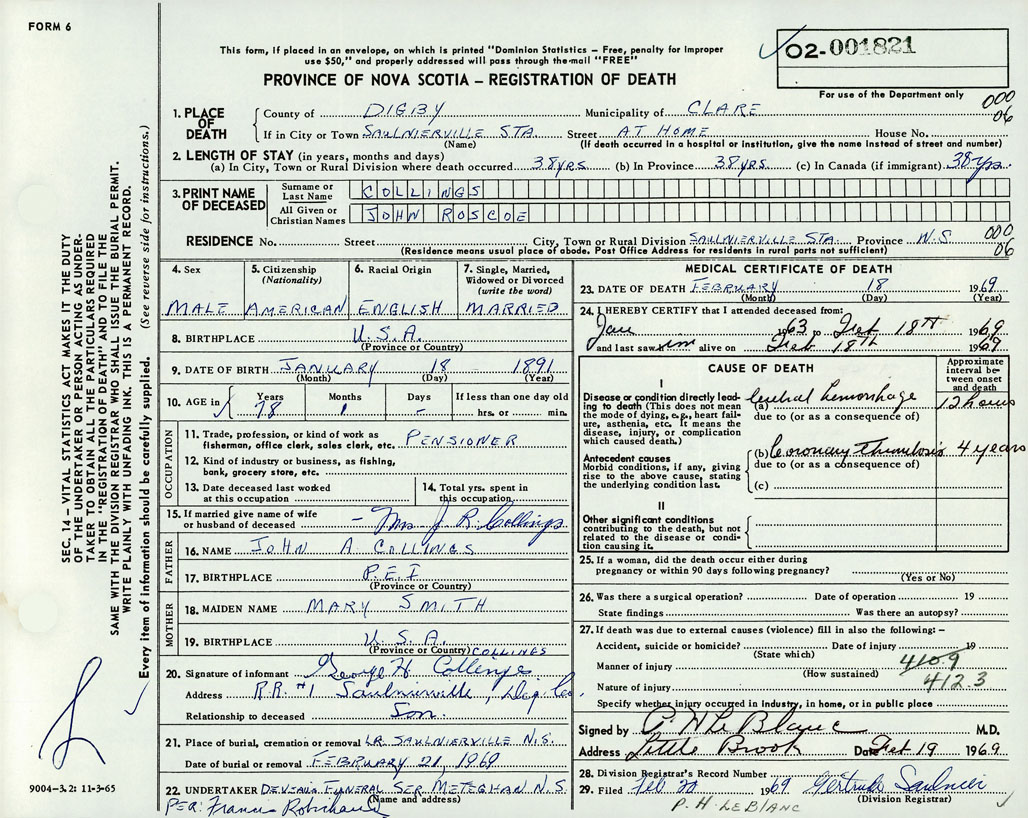 FORM 6
This form, if placed in an envelope, on which is printed "Dominion Statistics – Free, penalty for improper
use $50," and properly addressed will pass through the mail "FREE"
PROVINCE OF NOVA SCOTIA – REGISTRATION OF DEATH
02-001821
For use of the Department only
000
06
1. PLACE OF DEATH
County of DIGBY Municipality of CLARE
If in City or Town SAULNIERVILLE STA. Street AT HOME House No.
(Name) (If death occurred in a hospital or institution, give the name instead of street and number)
2. LENGTH OF STAY (in years, months and days)
(a) In City, Town or Rural Division where death occurred 38 YRS. (b) In Province 38 YRS. (c) In Canada (if immigrant) 38 yrs.
3. PRINT NAME OF DECEASED
Surname or Last Name COLLINGS
All Given or Christian Names JOHN ROSCOE
RESIDENCE No. Street City, Town or Rural Division SAULNIERVILLE STA. Province N.S. 000
(Residence means usual place of abode. Post Office Address for residents in rural parts not sufficient) 06
4. Sex MALE
5. Citizenship (Nationality) AMERICAN
6. Racial Origin ENGLISH
7. Single, Married, Widowed or Divorced (write the word) MARRIED
8. BIRTHPLACE U.S.A.
(Province or Country)
9. DATE OF BIRTH JANUARY 18 1891
(Month) (Day) (Year)
10. AGE in Years 78 Months 1 Days - If less than one day old hrs. or min.
OCCUPATION
11. Trade, profession, or kind of work as fisherman, office clerk, sales clerk, etc. PENSIONER
12. Kind of industry or business, as fishing, bank, grocery store, etc.
13. Date deceased last worked at this occupation
14. Total yrs. spent in this occupation
15. If married give name of wife or husband of deceased – Mrs J R Collings
FATHER
16. NAME JOHN A COLLINGS
17. BIRTHPLACE P.E.I
(Province or Country)
MOTHER
18. MAIDEN NAME MARY SMITH
19. BIRTHPLACE U.S.A.
(Province or Country) COLLINGS
20. Signature of informant George H Collings
Address R.R. #1 Saulnierville, Dig Co
Relationship to deceased Son.
21. Place of burial, cremation or removal LR. SAULNIERVILLE N.S.
Date of burial or removal FEBRUARY 21, 1969
22. UNDERTAKER DEVEAU FUNERAL SER METEGHAN N.S.
(Name and address)
PER: Francis
MEDICAL CERTIFICATE OF DEATH
23. DATE OF DEATH FEBRUARY 18 1969
(Month) (Day) (Year)
24. I HEREBY CERTIFY that I attended deceased from:
Jan 1963 to Feb 18TH 1969
and last saw him alive on Feb 18th 1969
CAUSE OF DEATH
Approximate interval between onset and death
I
Disease or condition directly leading to death (This does not mean the mode of dying, e.g., heart failure, asthenia, etc. It means the disease, injury, or complication which caused death.)
(a) Cerebral hemorrhage 12 hours
due to (or as a consequence of)
Antecedent causes
Morbid conditions, if any, giving rise to the above cause, stating the underlying condition last.
(b) Coronary thrombosis 4 years
due to (or as a consequence of)
(c)
II
Other significant conditions contributing to the death, but not related to the disease or condition causing it.
25. If a woman, did the death occur either during pregnancy or within 90 days following pregnancy?
(Yes or No)
26. Was there a surgical operation? Date of operation 19
State findings Was there an autopsy?
27. If death was due to external causes (violence) fill in also the following: –
Accident, suicide or homicide? Date of injury 19
(State which)
Manner of injury 4109
(How sustained)
Nature of injury 412.3
Specify whether injury occurred in industry, in home, or in public place
Signed by P H LeBlanc M.D.
Address Little Brook Date Feb 19 1969
28. Division Registrar's Record Number
29. Filed Feb 20 1969 Gertrude Saulnier
(Division Registrar)
P. H LEBLANC
SEC. 14 – VITAL STATISTICS ACT MAKES IT THE DUTY
OF THE UNDERTAKER OR PERSON ACTING AS UNDER-
TAKER TO OBTAIN ALL THE PARTICULARS REQUIRED
IN THE "REGISTRATION OF DEATH" AND TO FILE THE
SAME WITH THE DIVISION REGISTRAR WHO SHALL ISSUE THE BURIAL PERMIT.
WRITE PLAINLY WITH UNFADING INK. THIS IS A PERMANENT RECORD.
Every item of information should be carefully supplied. (See reverse side for instructions.)
9004-3.2: 11-3-65